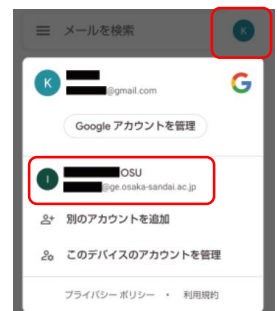 メールを検索
K
K
@gmail.com
G
Google アカウントを管理
I
OSU
@ge.osaka-sandai.ac.jp
別のアカウントを追加
このデバイスのアカウントを管理
プライバシー ポリシー ・ 利用規約